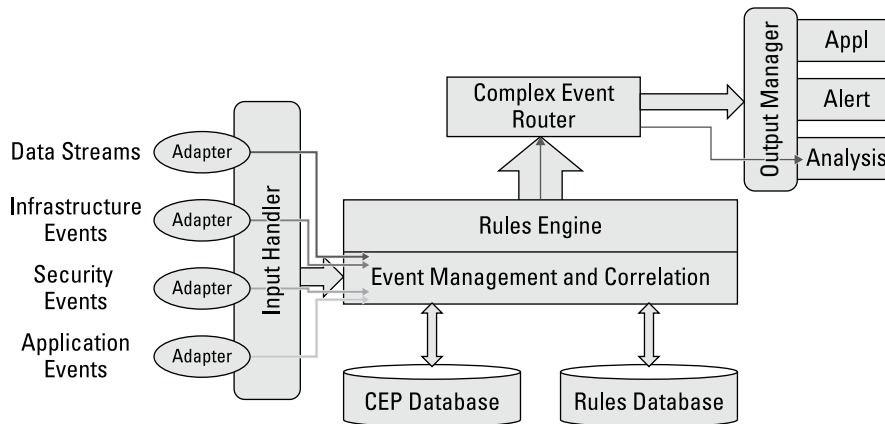 Data Streams
Adapter
Infrastructure
Events
Adapter
Security
Events
Adapter
Application
Events
Adapter
Input Handler
Complex Event
Router
Rules Engine
Event Management and Correlation
CEP Database
Rules Database
Output Manager
Appl
Alert
Analysis